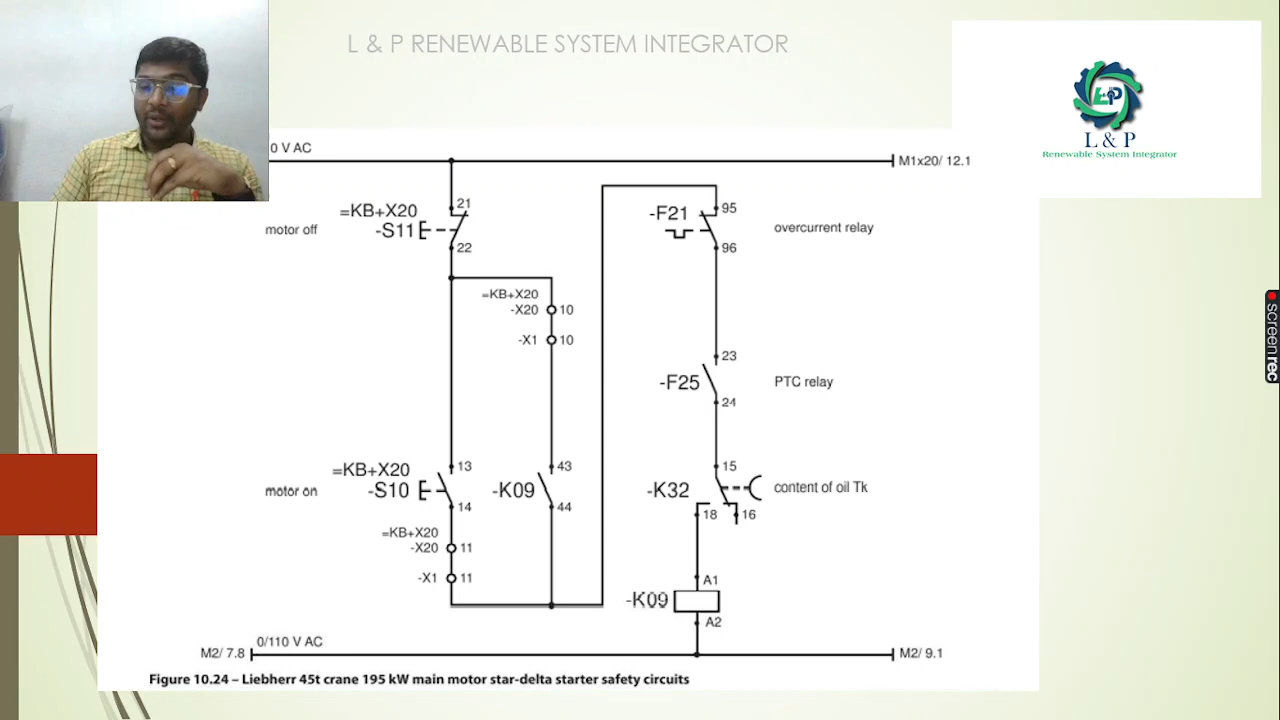 L & P RENEWABLE SYSTEM INTEGRATOR
L & P
Renewable System Integrator
0 V AC
M1x20/ 12.1
=KB+X20
-S11
21
22
motor off
-F21
95
96
overcurrent relay
=KB+X20
-X20
10
-X1
10
23
-F25
24
PTC relay
=KB+X20
-S10
13
14
motor on
-K09
43
44
15
-K32
18
16
content of oil Tk
=KB+X20
-X20
11
-X1
11
A1
-K09
A2
0/110 V AC
M2/ 7.8
M2/ 9.1
Figure 10.24 – Liebherr 45t crane 195 kW main motor star-delta starter safety circuits
screenrec